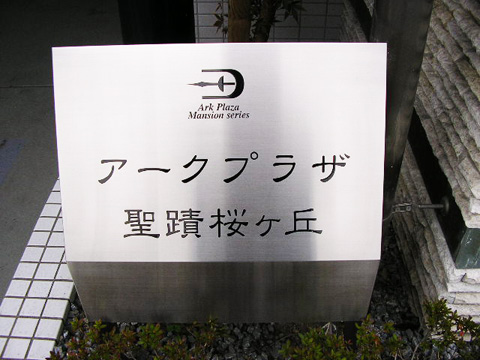 Ark Plaza
Mansion series
アークプラザ
聖蹟桜ヶ丘